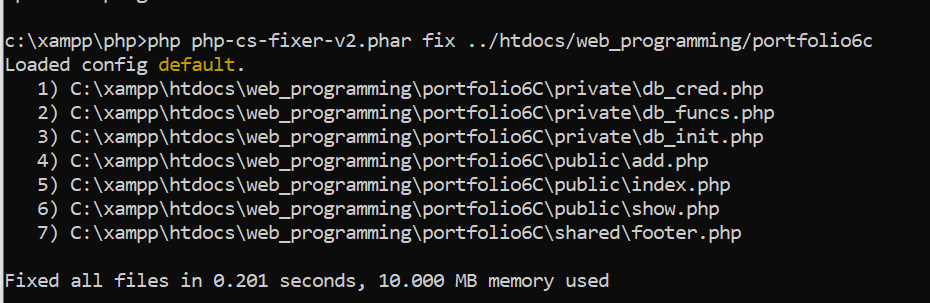 c:\xampp\php>php php-cs-fixer-v2.phar fix ../htdocs/web_programming/portfolio6c
Loaded config default.
1) C:\xampp\htdocs\web_programming\portfolio6C\private\db_cred.php
2) C:\xampp\htdocs\web_programming\portfolio6C\private\db_funcs.php
3) C:\xampp\htdocs\web_programming\portfolio6C\private\db_init.php
4) C:\xampp\htdocs\web_programming\portfolio6C\public\add.php
5) C:\xampp\htdocs\web_programming\portfolio6C\public\index.php
6) C:\xampp\htdocs\web_programming\portfolio6C\public\show.php
7) C:\xampp\htdocs\web_programming\portfolio6C\shared\footer.php
Fixed all files in 0.201 seconds, 10.000 MB memory used